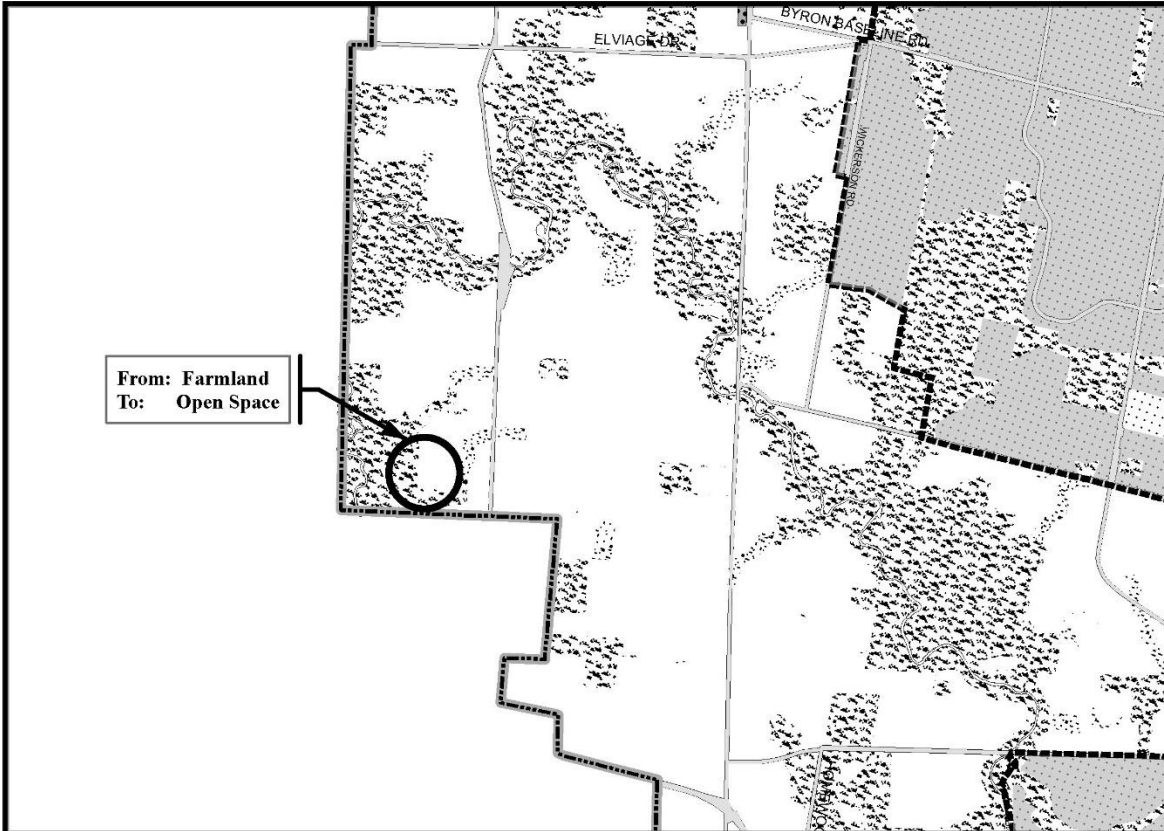 BYRON BASELINE RD
ELVIAGE DR
WICKERSON RD
From: Farmland
To: Open Space